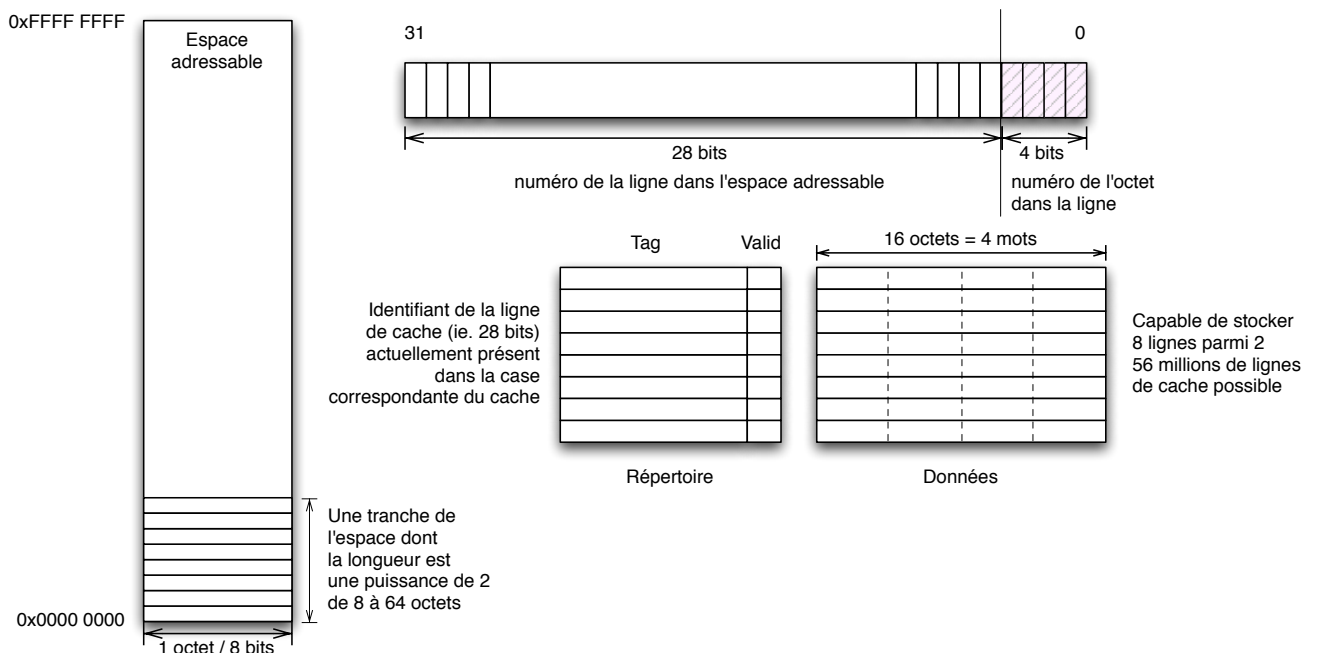 0xFFFF FFFF
Espace
adressable
31
0
28 bits
4 bits
numéro de la ligne dans l'espace adressable
numéro de l'octet
dans la ligne
Tag
Valid
16 octets = 4 mots
Identifiant de la ligne
de cache (ie. 28 bits)
actuellement présent
dans la case
correspondante du cache
Capable de stocker
8 lignes parmi 2
56 millions de lignes
de cache possible
Répertoire
Données
Une tranche de
l'espace dont
la longueur est
une puissance de 2
de 8 à 64 octets
0x0000 0000
1 octet / 8 bits